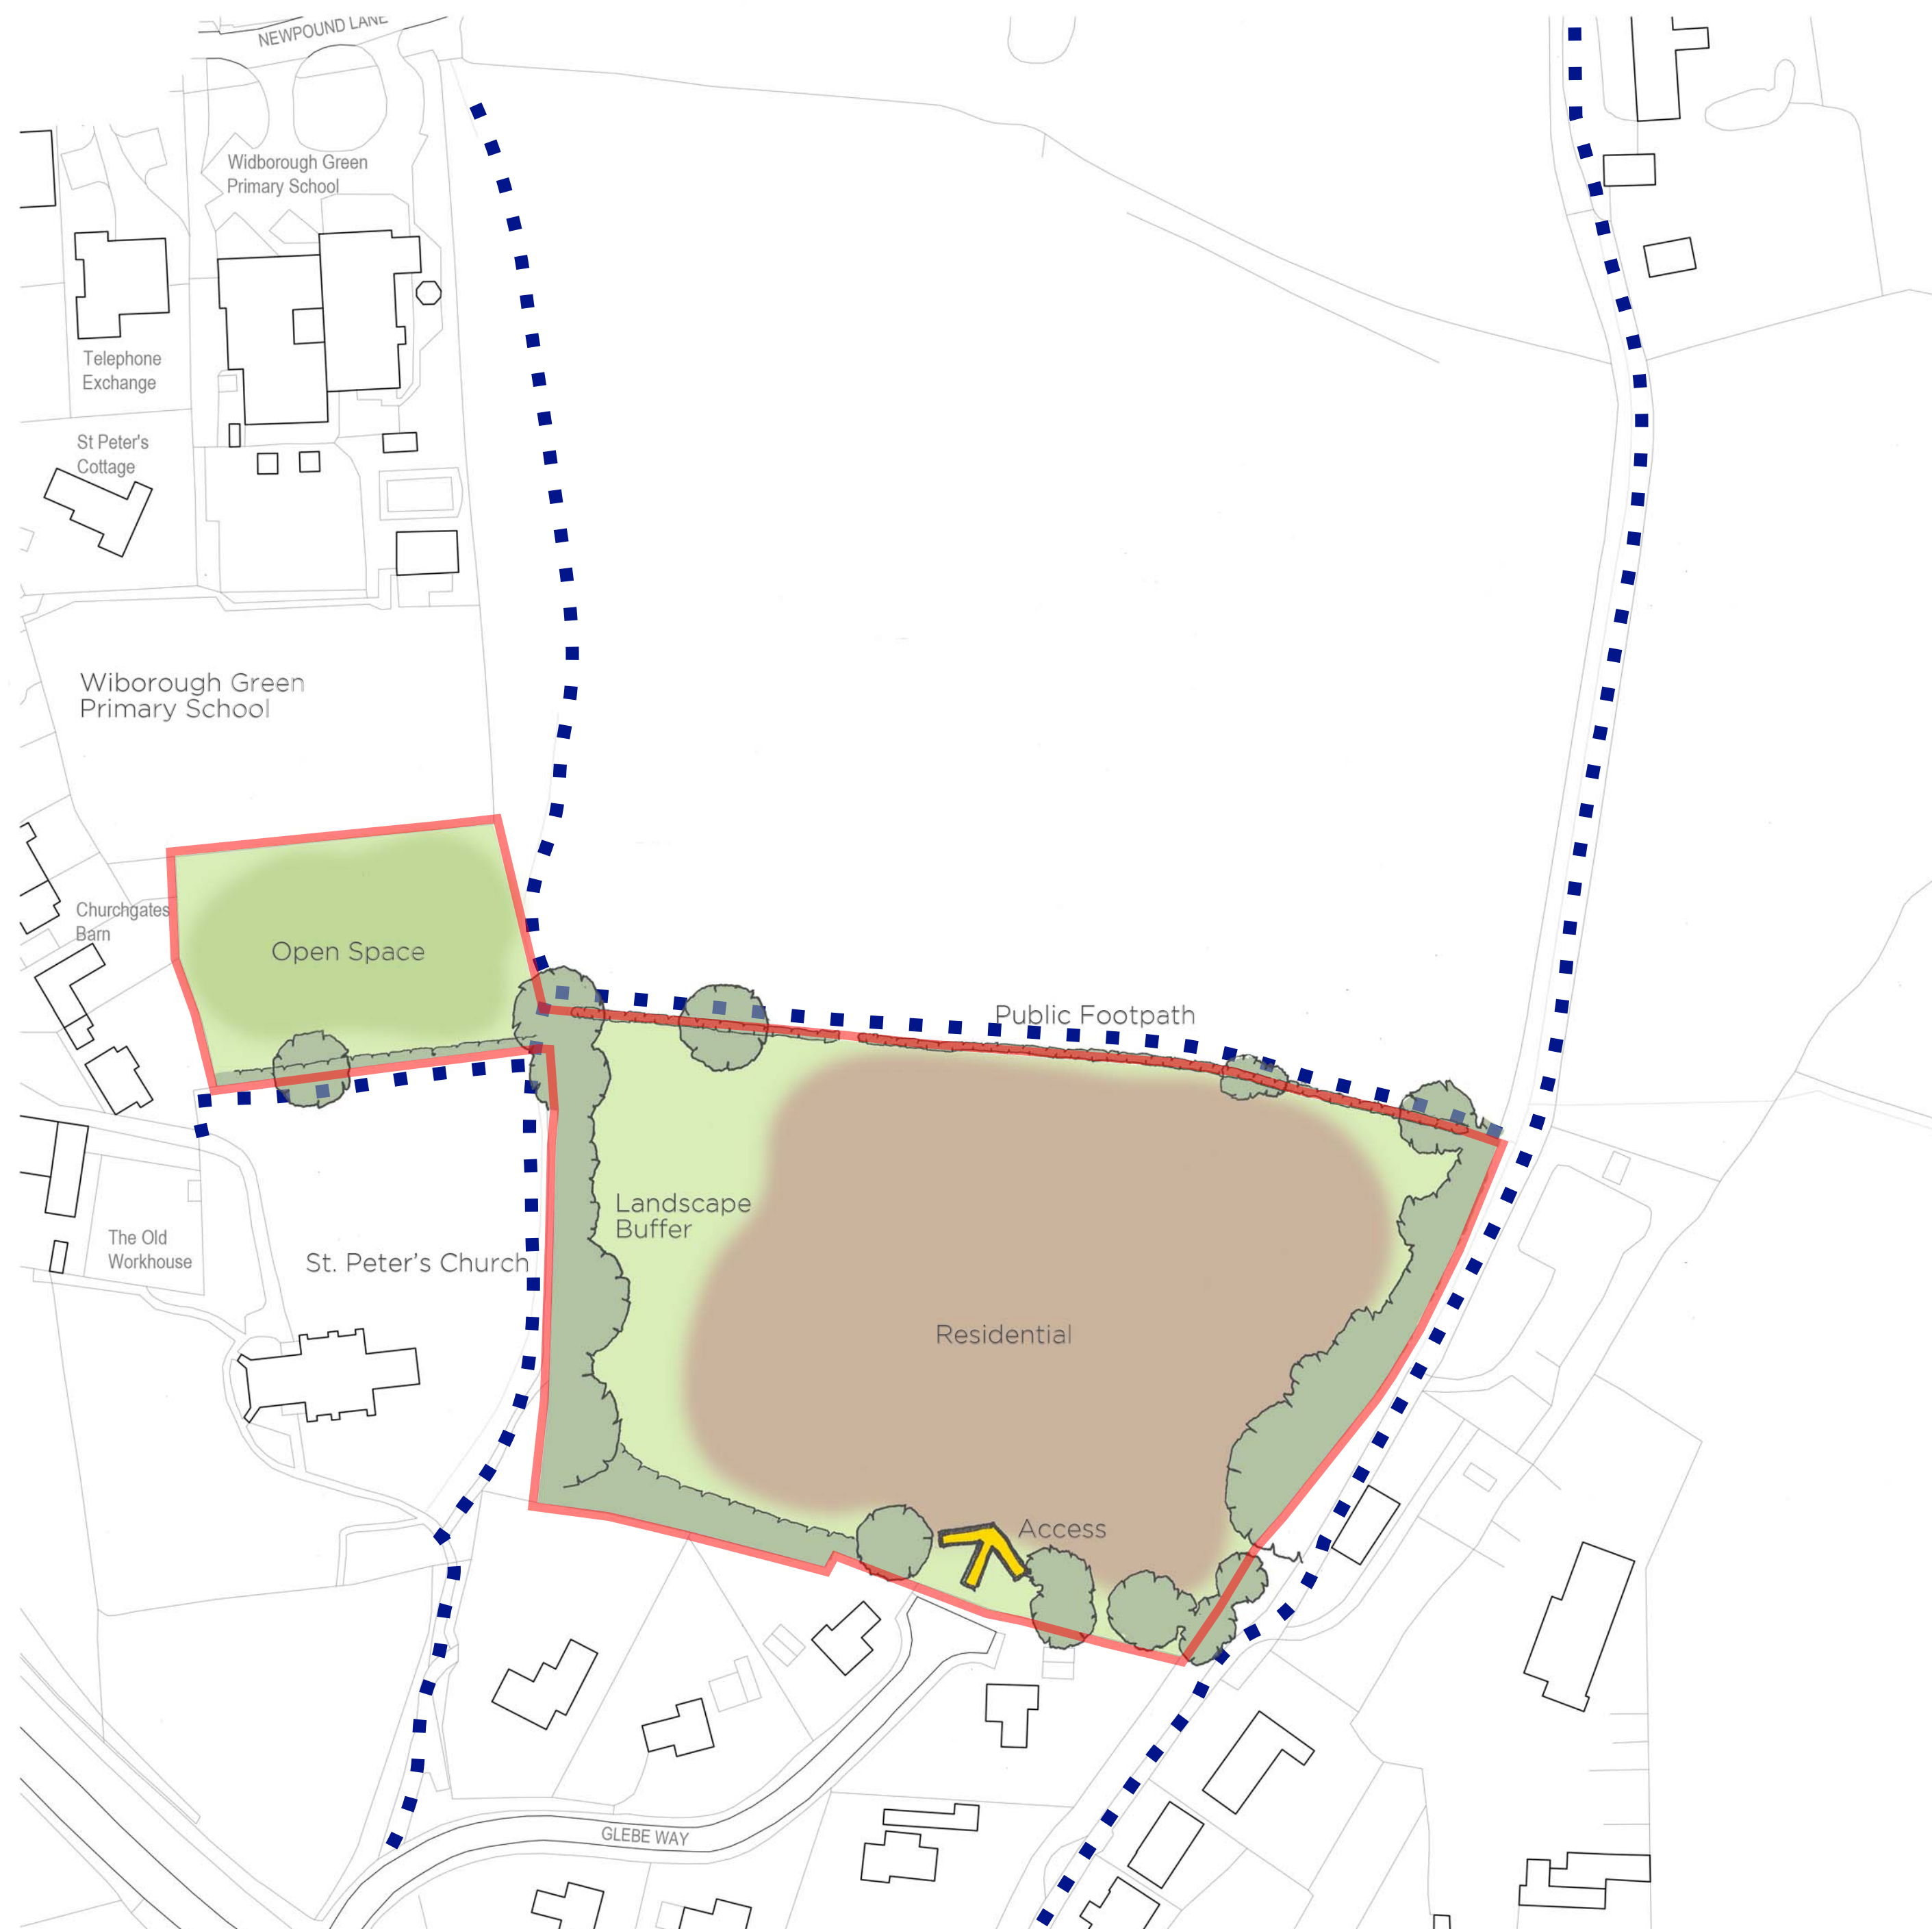 NEWPOUND LANE
Widborough Green
Primary School
Telephone
Exchange
St Peter's
Cottage
Wiborough Green
Primary School
Churchgates
Barn
Open Space
Public Footpath
Landscape
Buffer
The Old
Workhouse
St. Peter's Church
Residential
Access
GLEBE WAY